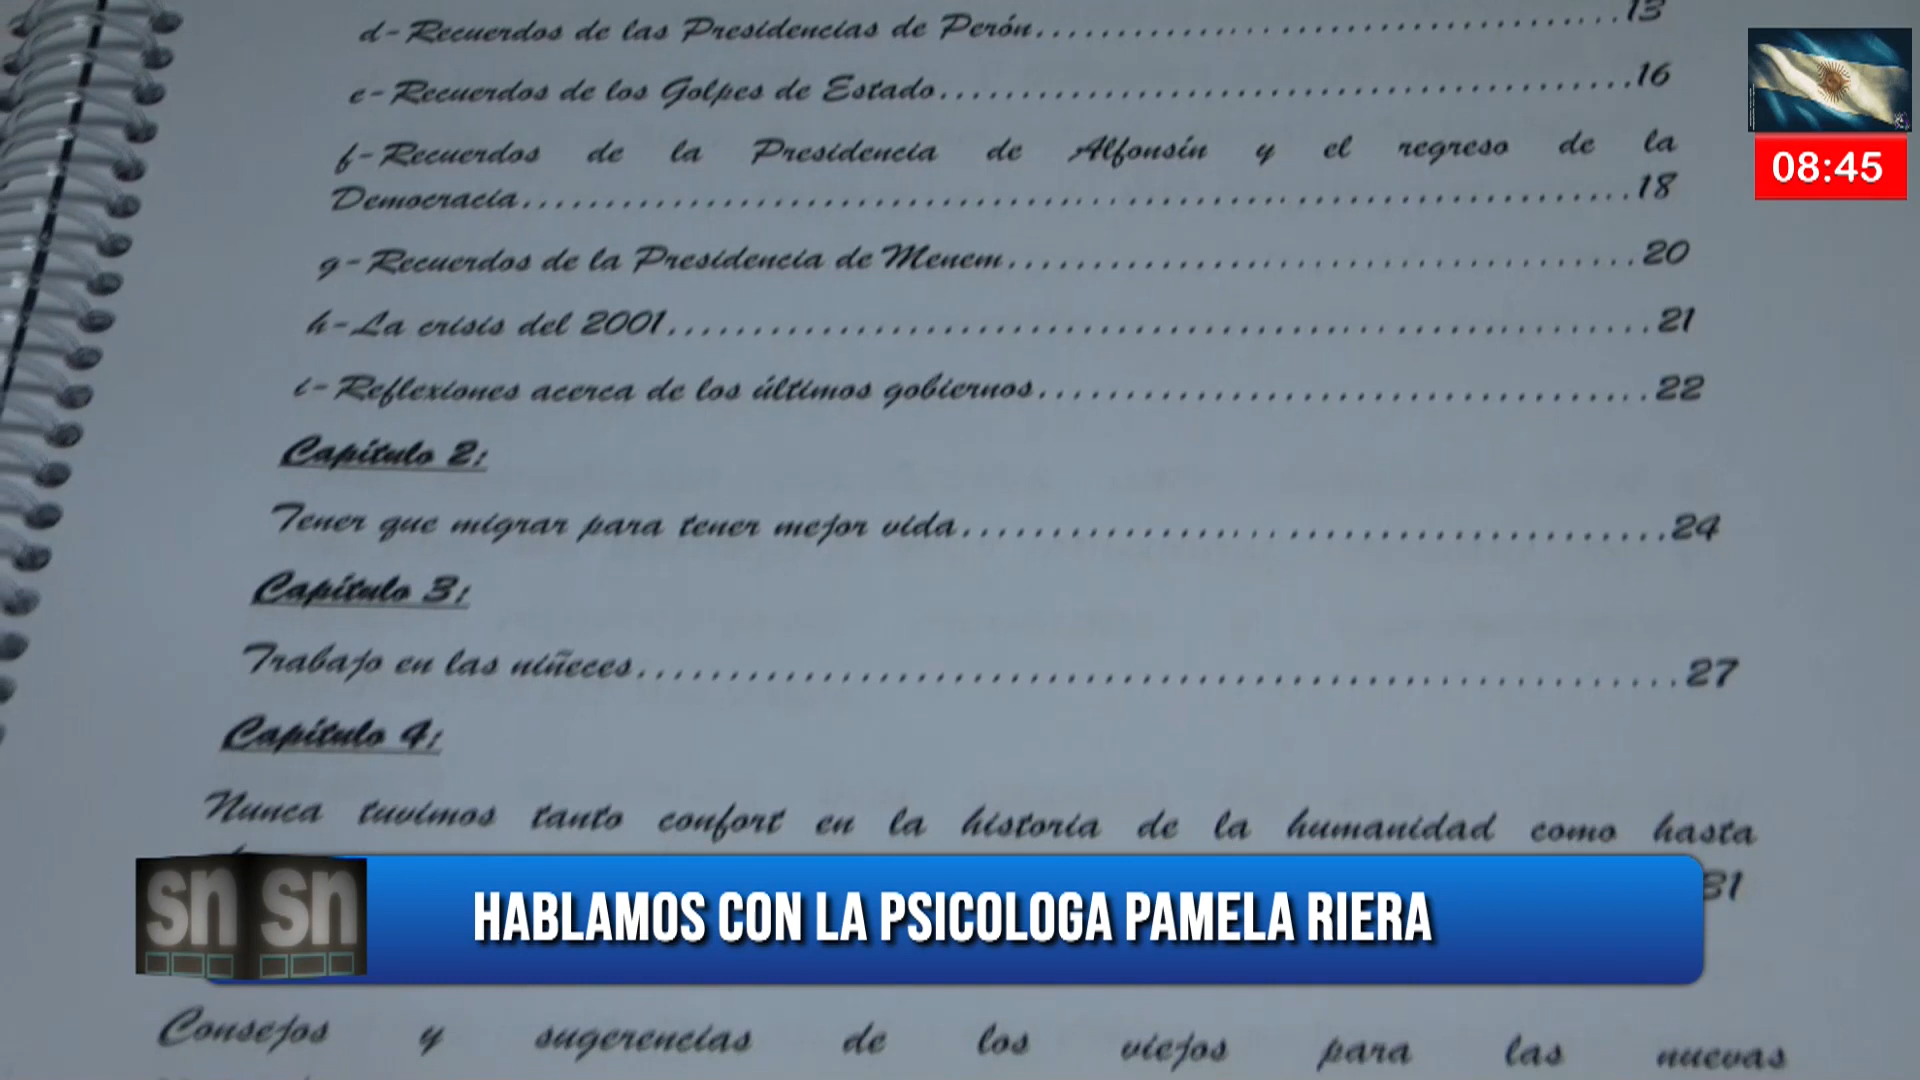 d-Recuerdos de las Presidencias de Perón..............................13
08:45
e-Recuerdos de los Golpes de Estado..............................16
f-Recuerdos de la Presidencia de Alfonsín y el regreso de la
Democracia..............................18
g-Recuerdos de la Presidencia de Menem..............................20
h-La crisis del 2001..............................21
i-Reflexiones acerca de los últimos gobiernos..............................22
Capítulo 2:
Tener que migrar para tener mejor vida..............................24
Capítulo 3:
Trabajo en las niñeces..............................27
Capítulo 4:
Nunca tuvimos tanto confort en la historia de la humanidad como hasta
31
sn sn
HABLAMOS CON LA PSICOLOGA PAMELA RIERA
Consejos y sugerencias de los viejos para las nuevas